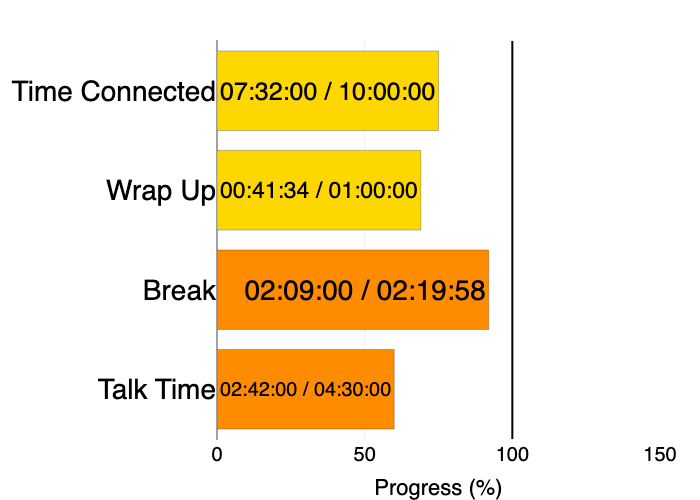 Time Connected 07:32:00 / 10:00:00
Wrap Up 00:41:34 / 01:00:00
Break 02:09:00 / 02:19:58
Talk Time 02:42:00 / 04:30:00
0 50 100 150
Progress (%)